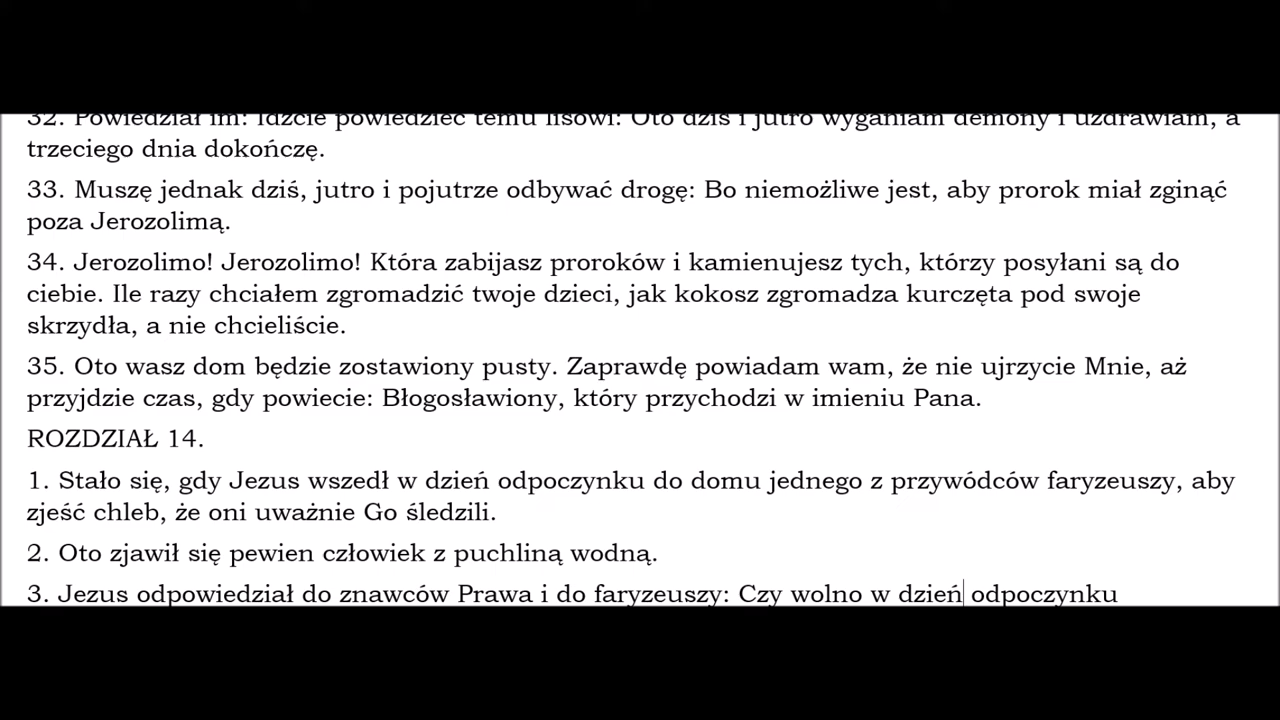 32. Powiedział im: Idźcie powiedzieć temu lisowi: Oto dziś i jutro wyganiam demony i uzdrawiam, a
trzeciego dnia dokończę.
33. Muszę jednak dziś, jutro i pojutrze odbywać drogę: Bo niemożliwe jest, aby prorok miał zginąć
poza Jerozolimą.
34. Jerozolimo! Jerozolimo! Która zabijasz proroków i kamienujesz tych, którzy posyłani są do
ciebie. Ile razy chciałem zgromadzić twoje dzieci, jak kokosz zgromadza kurczęta pod swoje
skrzydła, a nie chcieliście.
35. Oto wasz dom będzie zostawiony pusty. Zaprawdę powiadam wam, że nie ujrzycie Mnie, aż
przyjdzie czas, gdy powiecie: Błogosławiony, który przychodzi w imieniu Pana.
ROZDZIAŁ 14.
1. Stało się, gdy Jezus wszedł w dzień odpoczynku do domu jednego z przywódców faryzeuszy, aby
zjeść chleb, że oni uważnie Go śledzili.
2. Oto zjawił się pewien człowiek z puchliną wodną.
3. Jezus odpowiedział do znawców Prawa i do faryzeuszy: Czy wolno w dzień odpoczynku